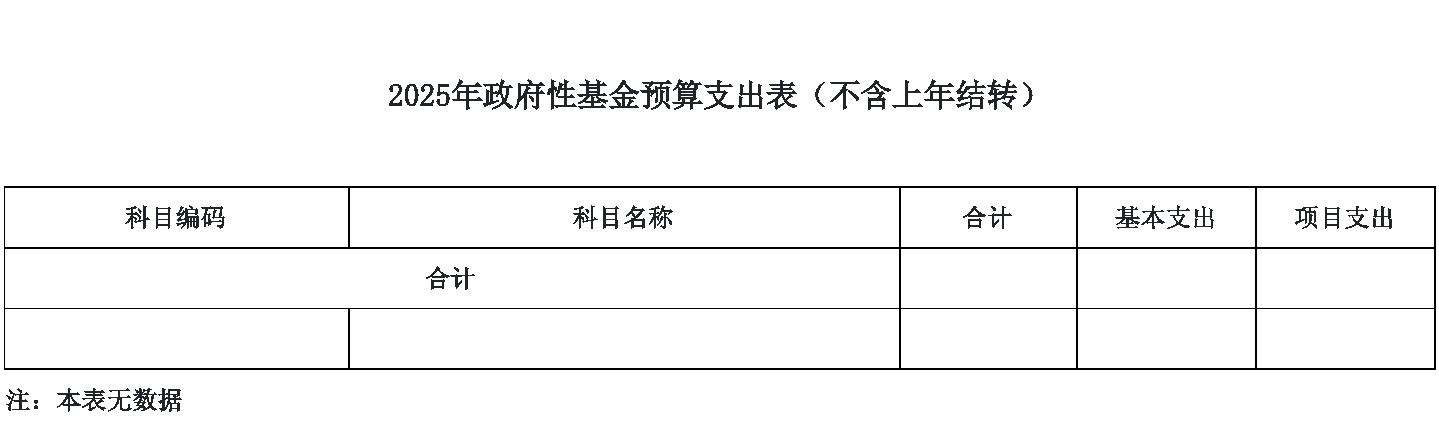 2025年政府性基金预算支出表（不含上年结转）
科目编码 科目名称 合计 基本支出 项目支出
合计
注：本表无数据